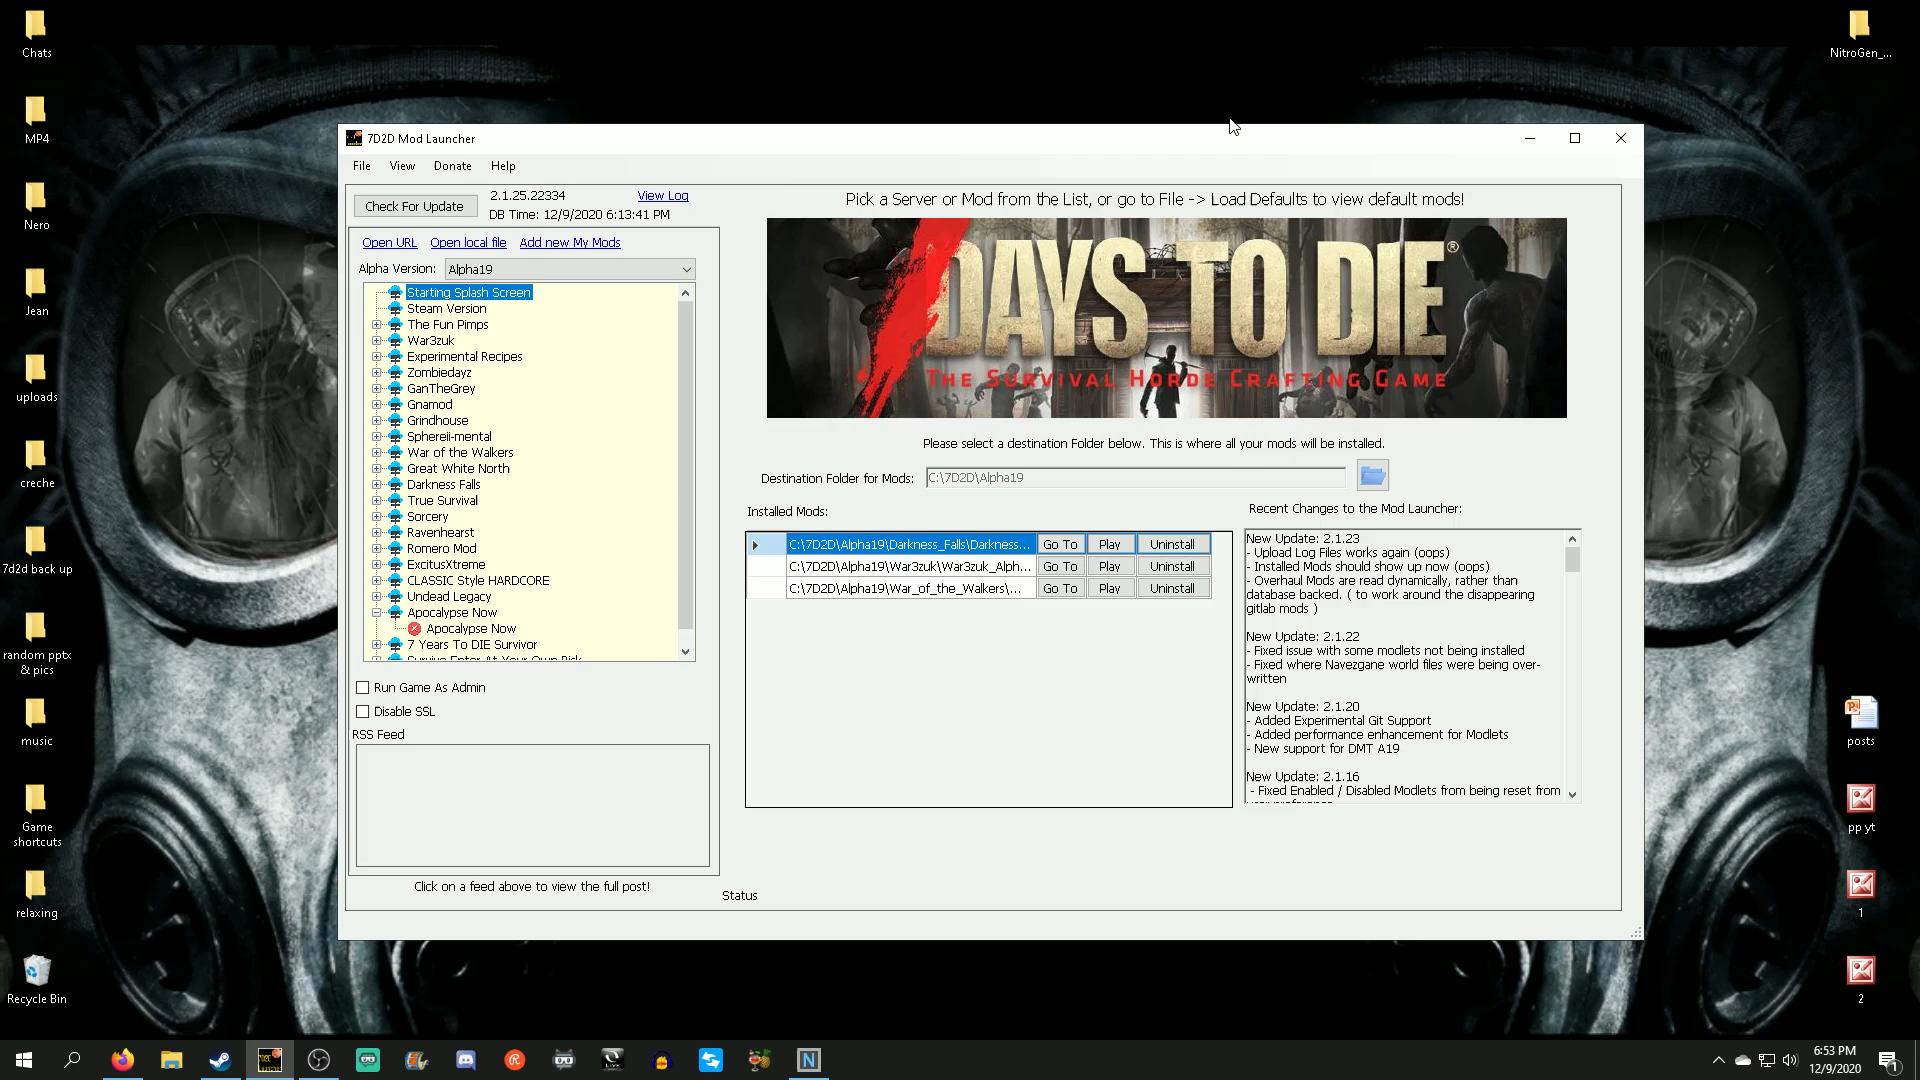 Chats
MP4
Nero
Jean
uploads
creche
7d2d back up
random pptx
& pics
music
Game
shortcuts
relaxing
Recycle Bin
NitroGen_...
posts
pp yt
1
2
7D2D Mod Launcher
File View Donate Help
Check For Update
2.1.25.22334
View Log
DB Time: 12/9/2020 6:13:41 PM
Open URL Open local file Add new My Mods
Alpha Version: Alpha19
Starting Splash Screen
Steam Version
The Fun Pimps
War3zuk
Experimental Recipes
Zombiedayz
GanTheGrey
Gnamod
Grindhouse
Sphereii-mental
War of the Walkers
Great White North
Darkness Falls
True Survival
Sorcery
Ravenhearst
Romero Mod
ExcitusXtreme
CLASSIC Style HARDCORE
Undead Legacy
Apocalypse Now
Apocalypse Now
7 Years To DIE Survivor
Survive Enter At Your Own Risk
Run Game As Admin
Disable SSL
RSS Feed
Click on a feed above to view the full post!
Pick a Server or Mod from the List, or go to File -> Load Defaults to view default mods!
7 DAYS TO DIE®
THE SURVIVAL HORDE CRAFTING GAME
Please select a destination Folder below. This is where all your mods will be installed.
Destination Folder for Mods: C:\7D2D\Alpha19
Installed Mods:
C:\7D2D\Alpha19\Darkness_Falls\Darkness... Go To Play Uninstall
C:\7D2D\Alpha19\War3zuk\War3zuk_Alph... Go To Play Uninstall
C:\7D2D\Alpha19\War_of_the_Walkers\... Go To Play Uninstall
Recent Changes to the Mod Launcher:
New Update: 2.1.23
- Upload Log Files works again (oops)
- Installed Mods should show up now (oops)
- Overhaul Mods are read dynamically, rather than
database backed. ( to work around the disappearing
gitlab mods )
New Update: 2.1.22
- Fixed issue with some modlets not being installed
- Fixed where Navezgane world files were being over-
written
New Update: 2.1.20
- Added Experimental Git Support
- Added performance enhancement for Modlets
- New support for DMT A19
New Update: 2.1.16
- Fixed Enabled / Disabled Modlets from being reset from
Status
6:53 PM
12/9/2020
1